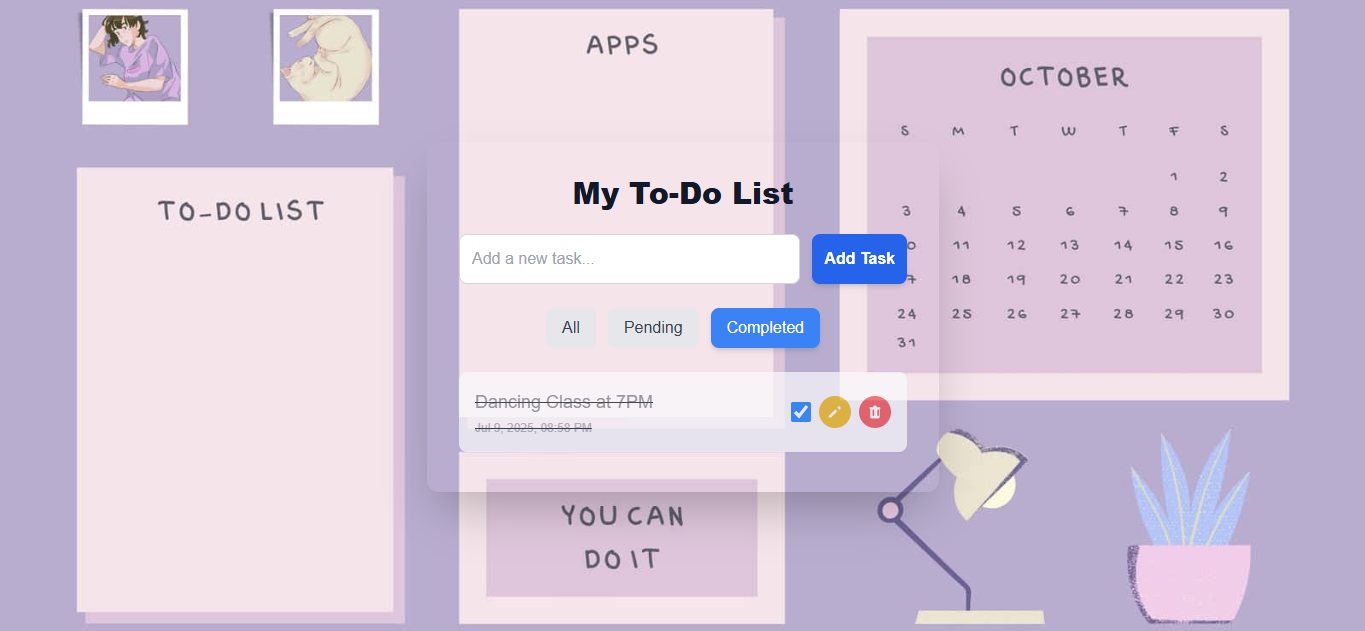 APPS
OCTOBER
S M T W T F S
1 2
3 4 5 6 7 8 9
0 11 12 13 14 15 16
7 18 19 20 21 22 23
24 25 26 27 28 29 30
31
TO-DO LIST
My To-Do List
Add a new task...
Add Task
All
Pending
Completed
Dancing Class at 7PM
Jul 9, 2025, 08:58 PM
YOU CAN
DO IT